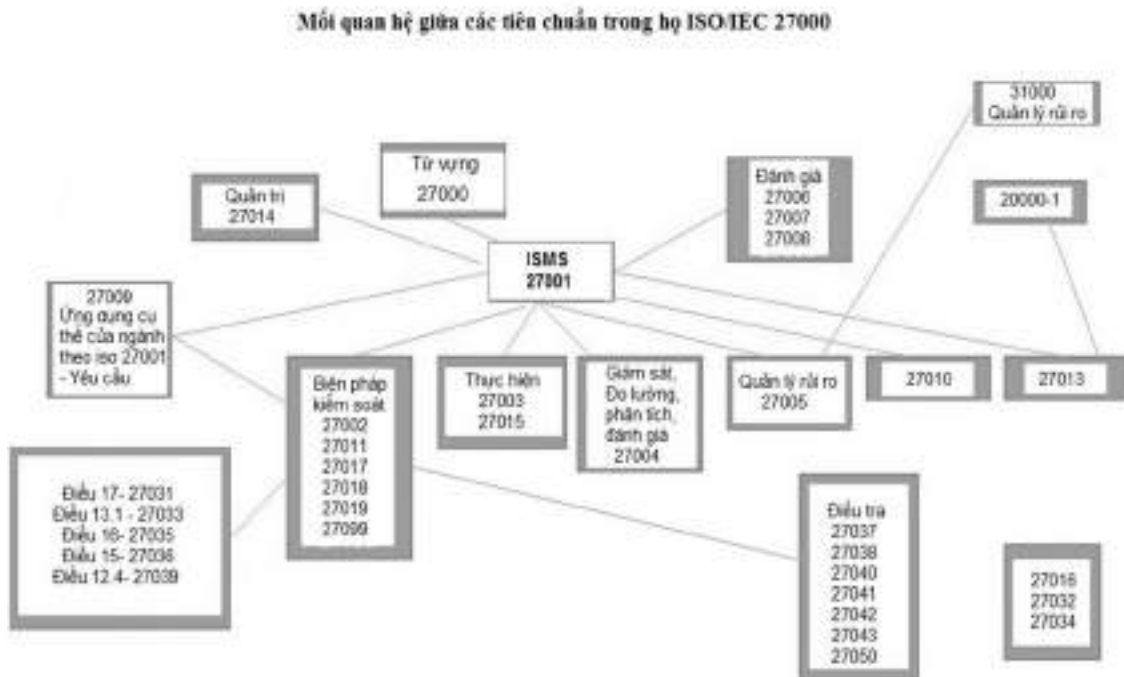 Mối quan hệ giữa các tiêu chuẩn trong họ ISO/IEC 27000
31000
Quản lý rủi ro
Từ vựng
27000
Quản trị
27014
Đánh giá
27006
27007
27008
20000-1
ISMS
27001
27009
Ứng dụng cụ
thể của ngành
theo iso 27001
- Yêu cầu
Biện pháp
kiểm soát
27002
27011
27017
27018
27019
27099
Thực hiện
27003
27015
Giám sát,
Đo lường,
phân tích,
đánh giá
27004
Quản lý rủi ro
27005
27010
27013
Điều 17- 27031
Điều 13.1 - 27033
Điều 16- 27035
Điều 15- 27036
Điều 12.4- 27039
Điều tra
27037
27038
27040
27041
27042
27043
27050
27016
27032
27034